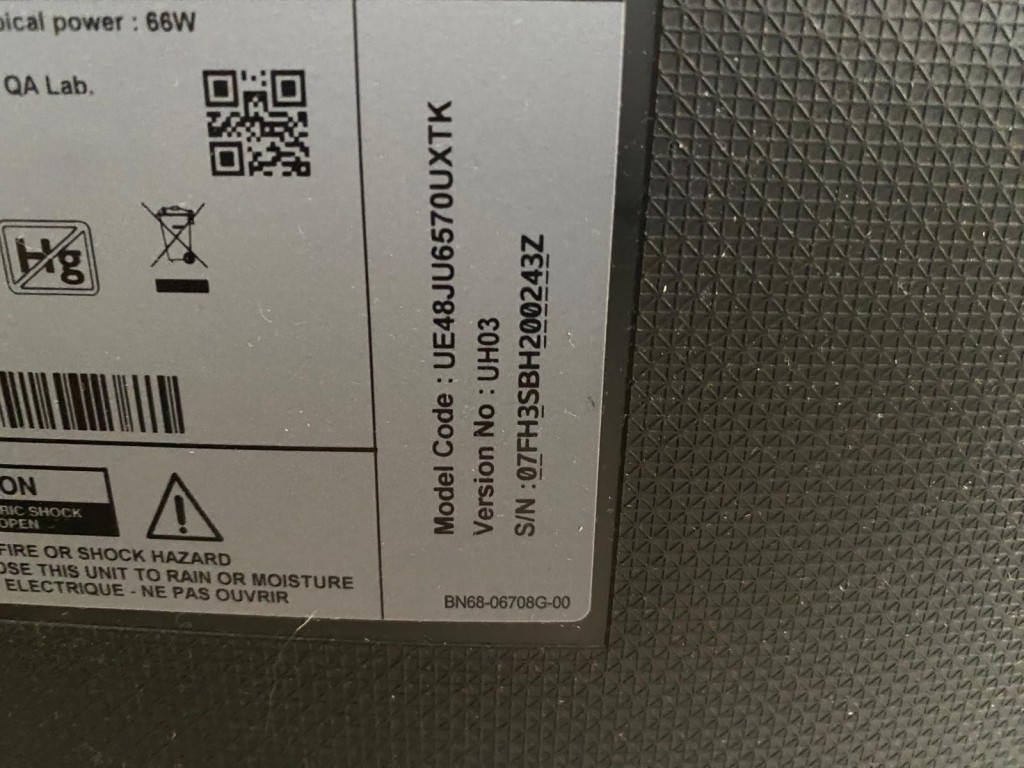 pical power : 66W
QA Lab.
Hg
ON
RIC SHOCK
OPEN
FIRE OR SHOCK HAZARD
OSE THIS UNIT TO RAIN OR MOISTURE
ELECTRIQUE - NE PAS OUVRIR
Model Code : UE48JU6570UXTK
Version No : UH03
S/N : 07FH3SBH200243Z
BN68-06708G-00